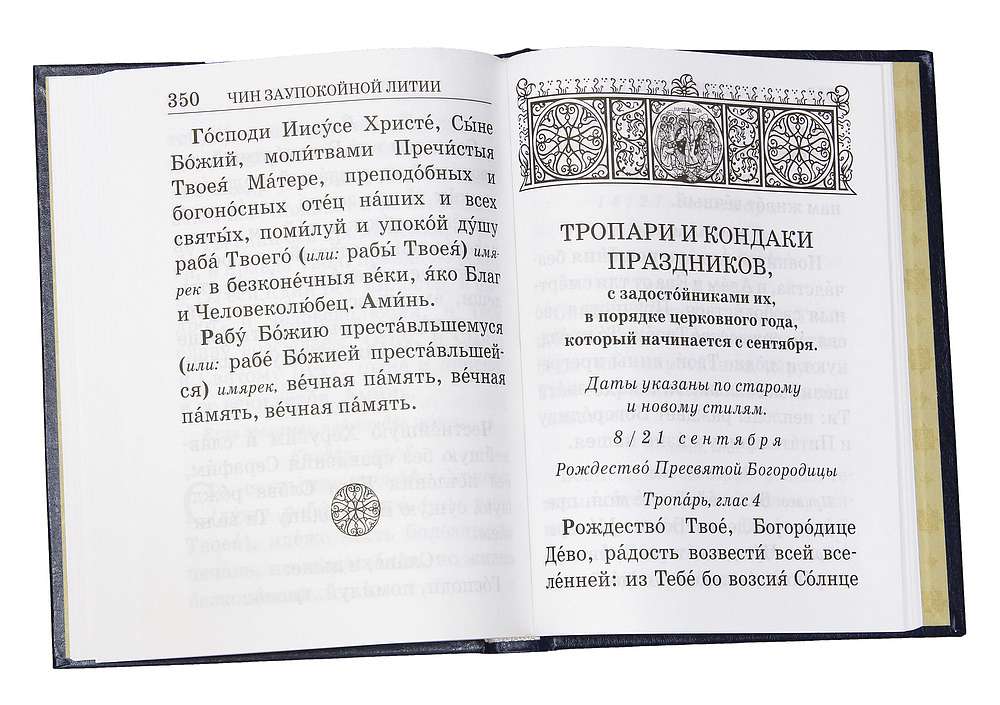 350 ЧИН ЗАУПОКОЙНОЙ ЛИТИИ
Го́споди Иису́се Христе́, Сы́не
Бо́жий, моли́твами Пречи́стыя
Твоея́ Ма́тере, преподо́бных и
богоно́сных оте́ц на́ших и всех
святы́х, поми́луй и упоко́й ду́шу
раба́ Твоего́ (или: рабы́ Твоея́) имя-
рек в безконе́чныя ве́ки, я́ко Благ
и Человеколю́бец. Ами́нь.
Рабу́ Бо́жию преста́вльшемуся
(или: рабе́ Бо́жией преста́вльшей-
ся) имярек, ве́чная па́мять, ве́чная
па́мять, ве́чная па́мять.
ТРОПАРИ И КОНДАКИ
ПРАЗДНИКОВ,
с задосто́йниками их,
в порядке церковного года,
который начинается с сентября.
Даты указаны по старому
и новому стилям.
8/21 сентября
Рождество́ Пресвятой Богородицы
Тропа́рь, глас 4
Рождество́ Твое́, Богоро́дице
Де́во, ра́дость возвести́ всей все-
ле́нней: из Тебе́ бо возсия́ Со́лнце